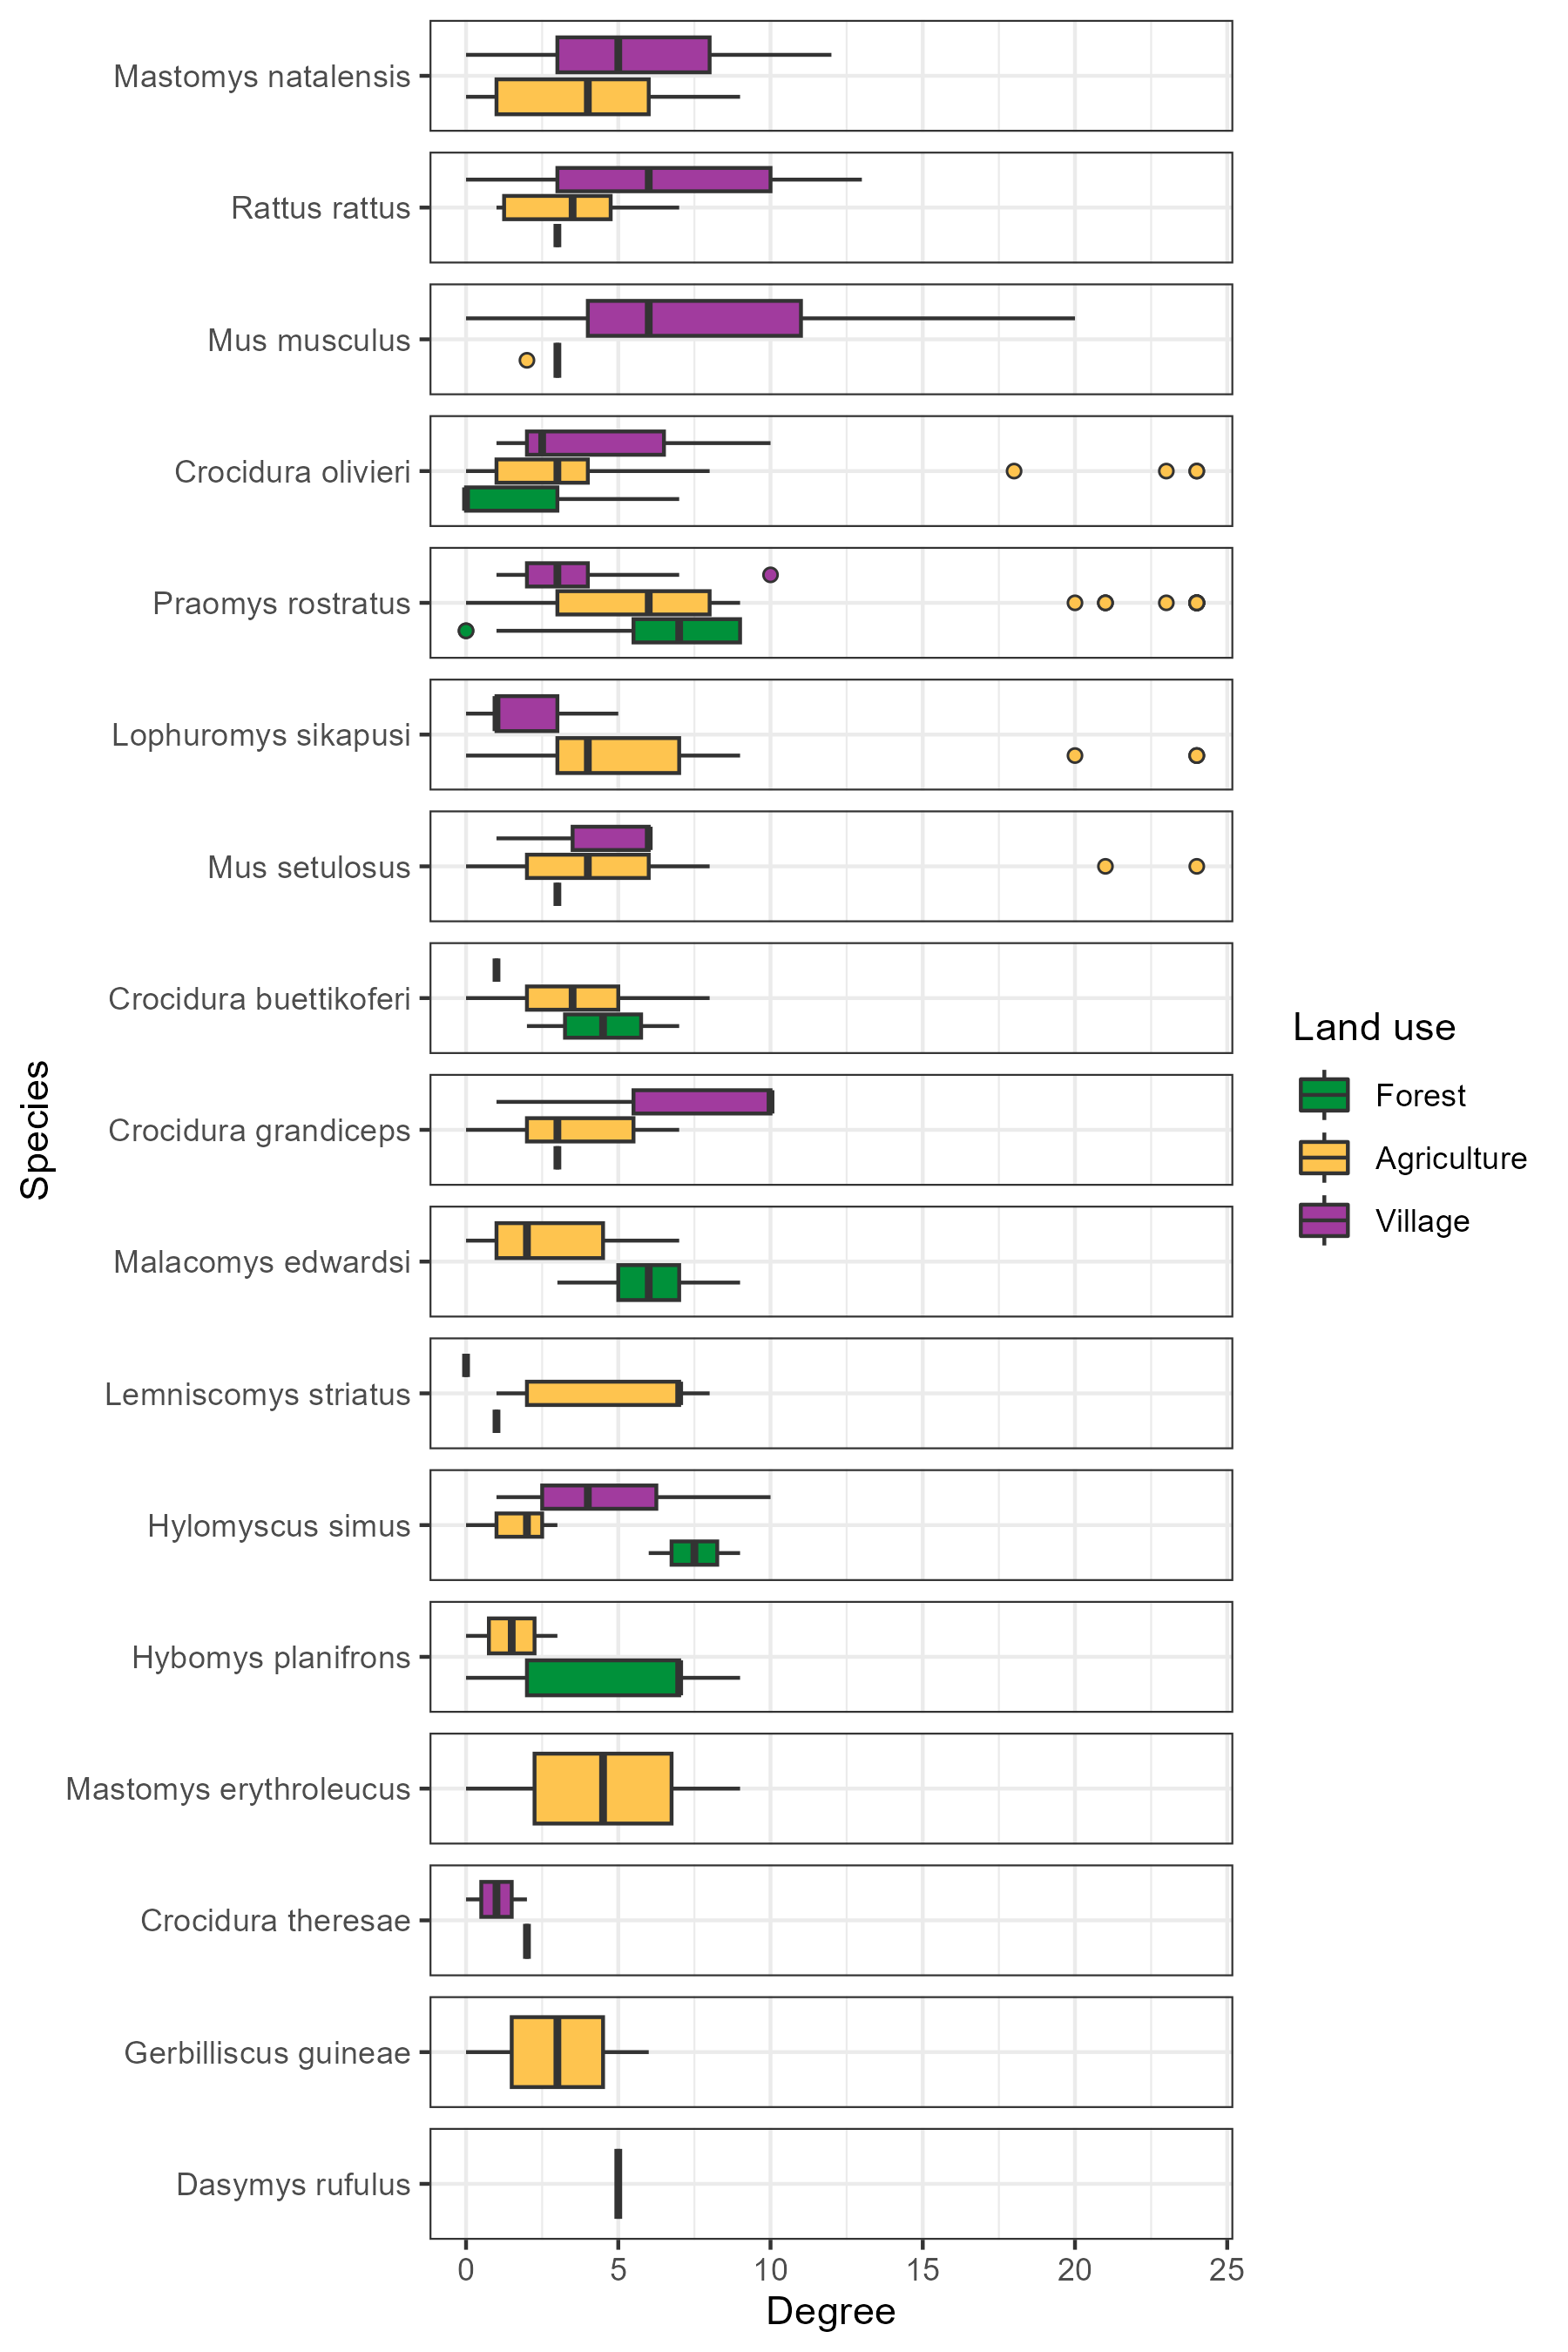 Mastomys natalensis
Rattus rattus
Mus musculus
Crocidura olivieri
Praomys rostratus
Lophuromys sikapusi
Mus setulosus
Crocidura buettikoferi
Crocidura grandiceps
Malacomys edwardsi
Lemniscomys striatus
Hylomyscus simus
Hybomys planifrons
Mastomys erythroleucus
Crocidura theresae
Gerbilliscus guineae
Dasymys rufulus
Species
0 5 10 15 20 25
Degree
Land use
Forest
Agriculture
Village